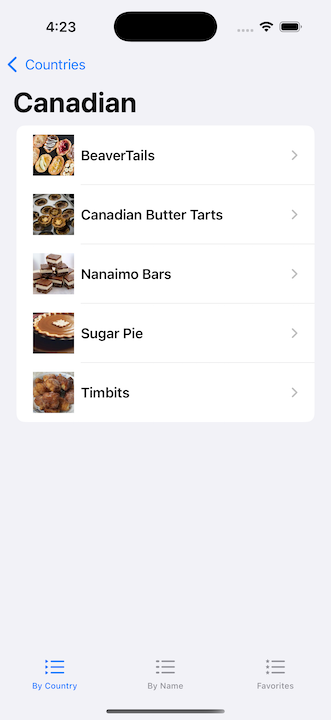 4:23
Countries
Canadian
BeaverTails
Canadian Butter Tarts
Nanaimo Bars
Sugar Pie
Timbits
By Country
By Name
Favorites